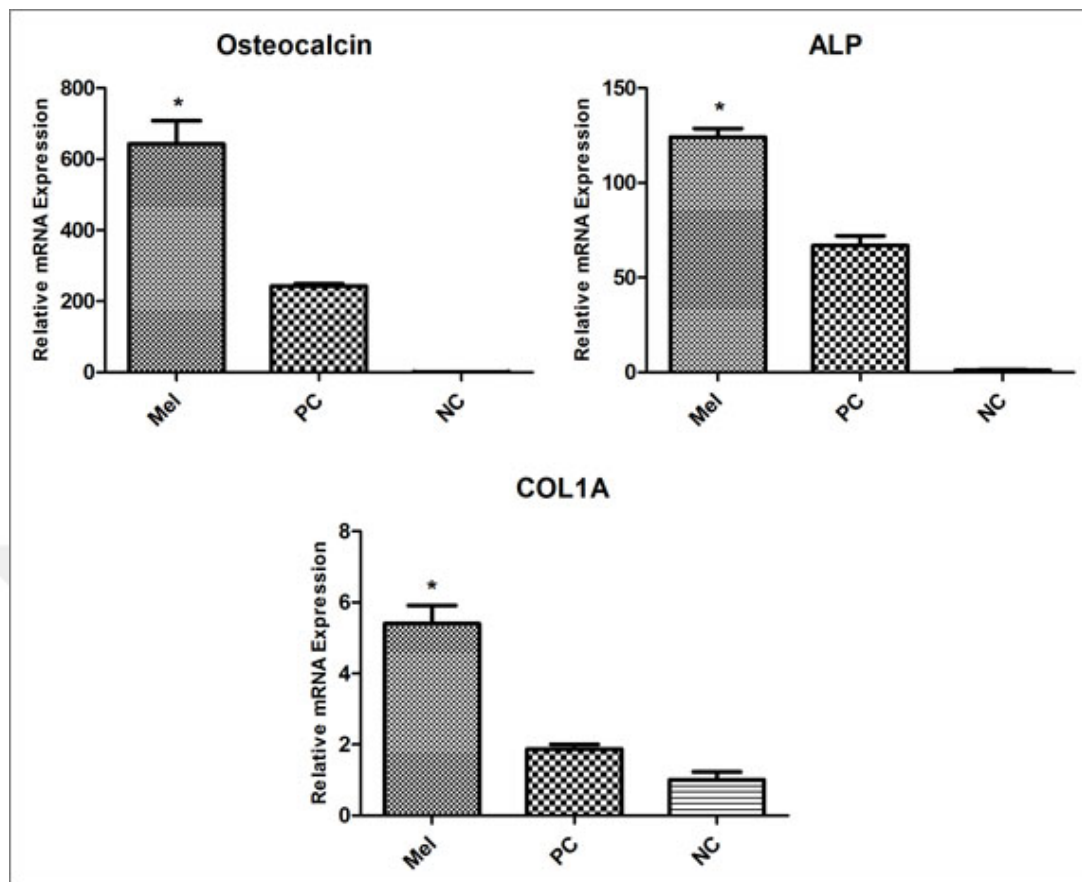 Osteocalcin
Relative mRNA Expression
800
600
400
200
0
*
Mel
PC
NC
ALP
Relative mRNA Expression
150
100
50
0
*
Mel
PC
NC
COL1A
Relative mRNA Expression
8
6
4
2
0
*
Mel
PC
NC